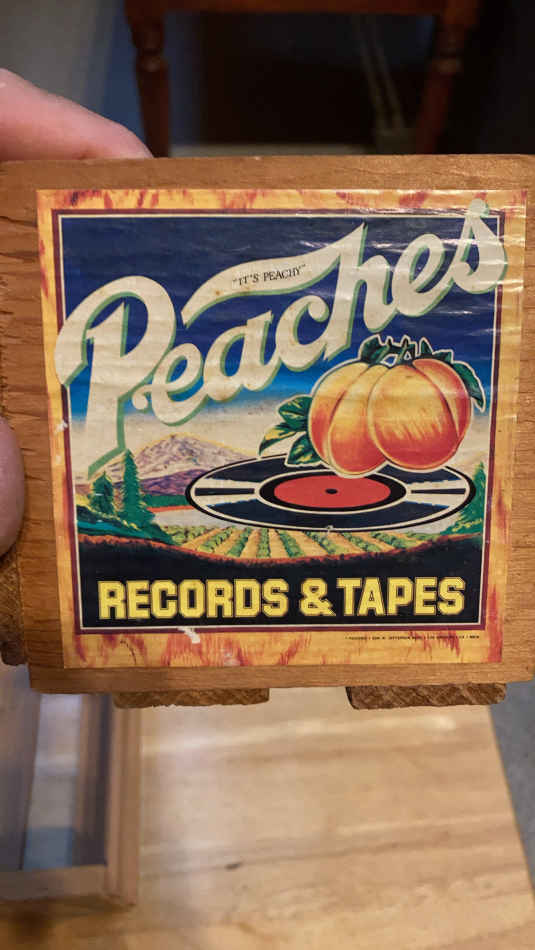 "IT'S PEACHY"
Peaches
RECORDS & TAPES